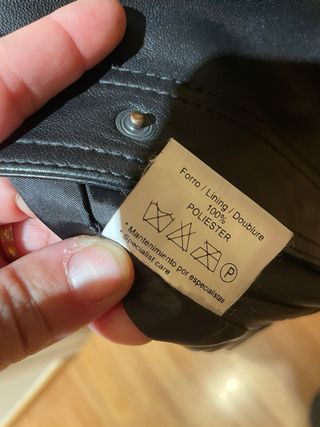 Forro / Lining / Doublure
100%
POLIESTER
P
• Mantenimiento por especialistas
• Specialist care